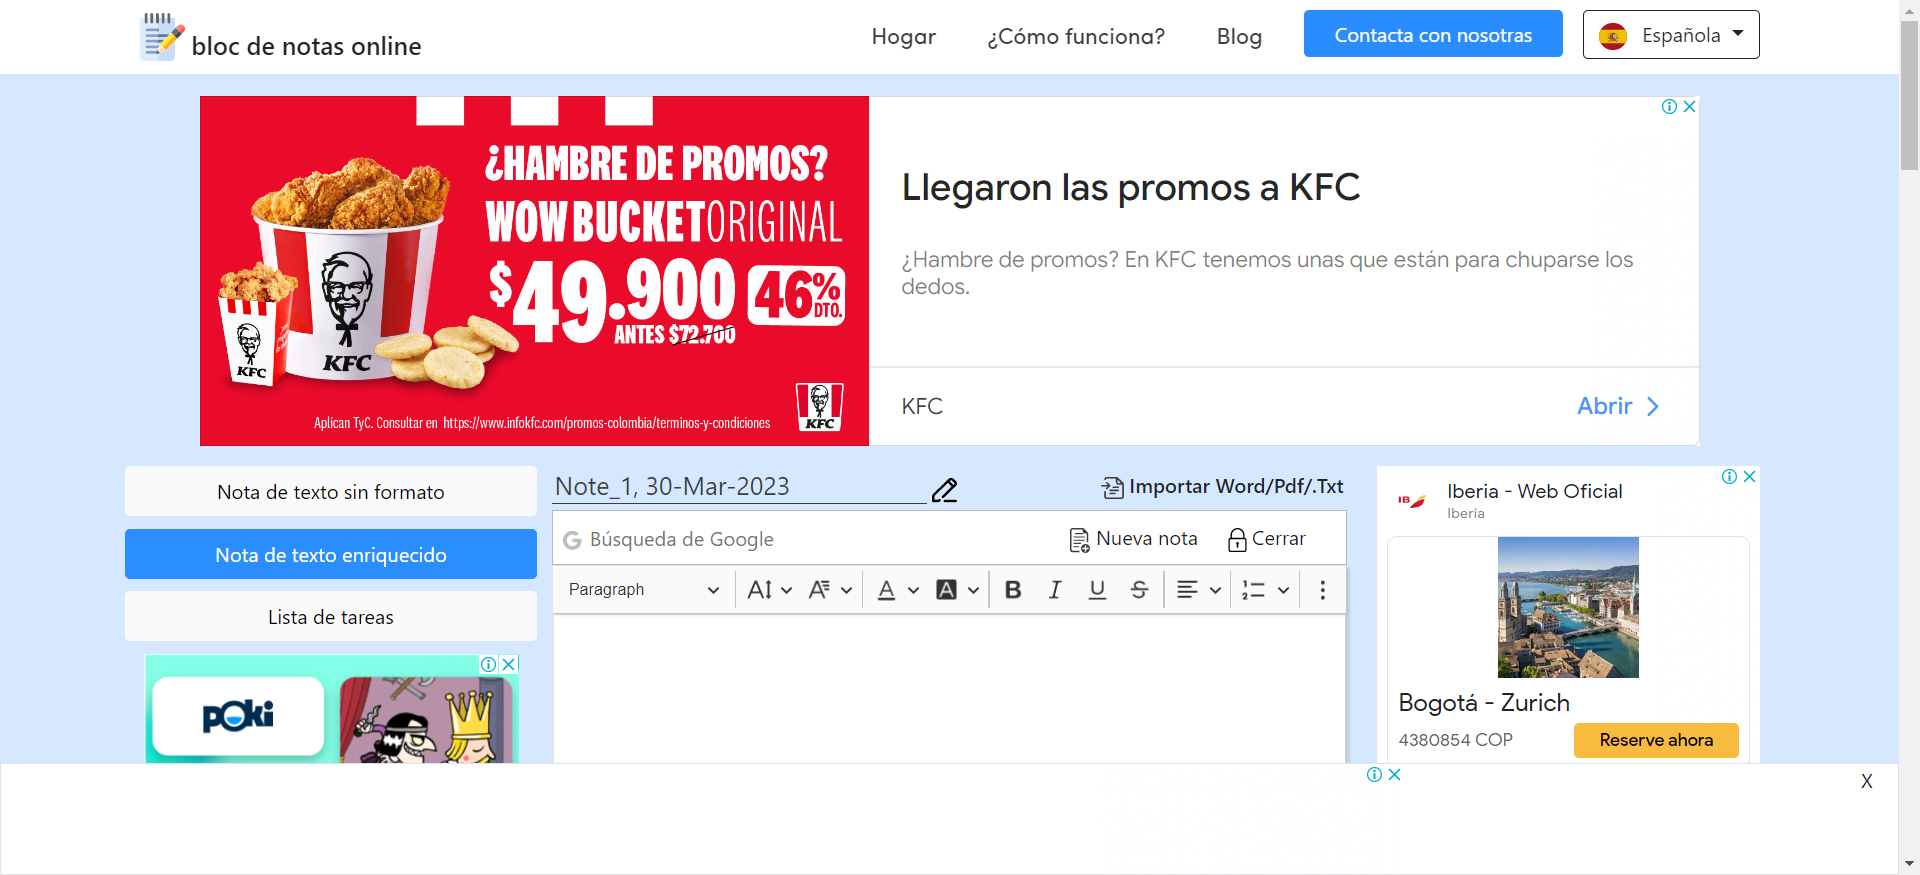 bloc de notas online
Hogar
¿Cómo funciona?
Blog
Contacta con nosotras
Española
¿HAMBRE DE PROMOS?
WOW BUCKET ORIGINAL
$49.900
46% DTO.
ANTES $72.700
KFC
KFC
KFC
Aplican TyC. Consultar en https://www.infokfc.com/promos-colombia/terminos-y-condiciones
Llegaron las promos a KFC
¿Hambre de promos? En KFC tenemos unas que están para chuparse los
dedos.
KFC
Abrir
Nota de texto sin formato
Nota de texto enriquecido
Lista de tareas
poki
Note_1, 30-Mar-2023
Importar Word/Pdf/.Txt
G Búsqueda de Google
Nueva nota
Cerrar
Paragraph
A
A
A
A
B
I
U
S
IB
Iberia - Web Oficial
Iberia
Bogotá - Zurich
4380854 COP
Reserve ahora
X